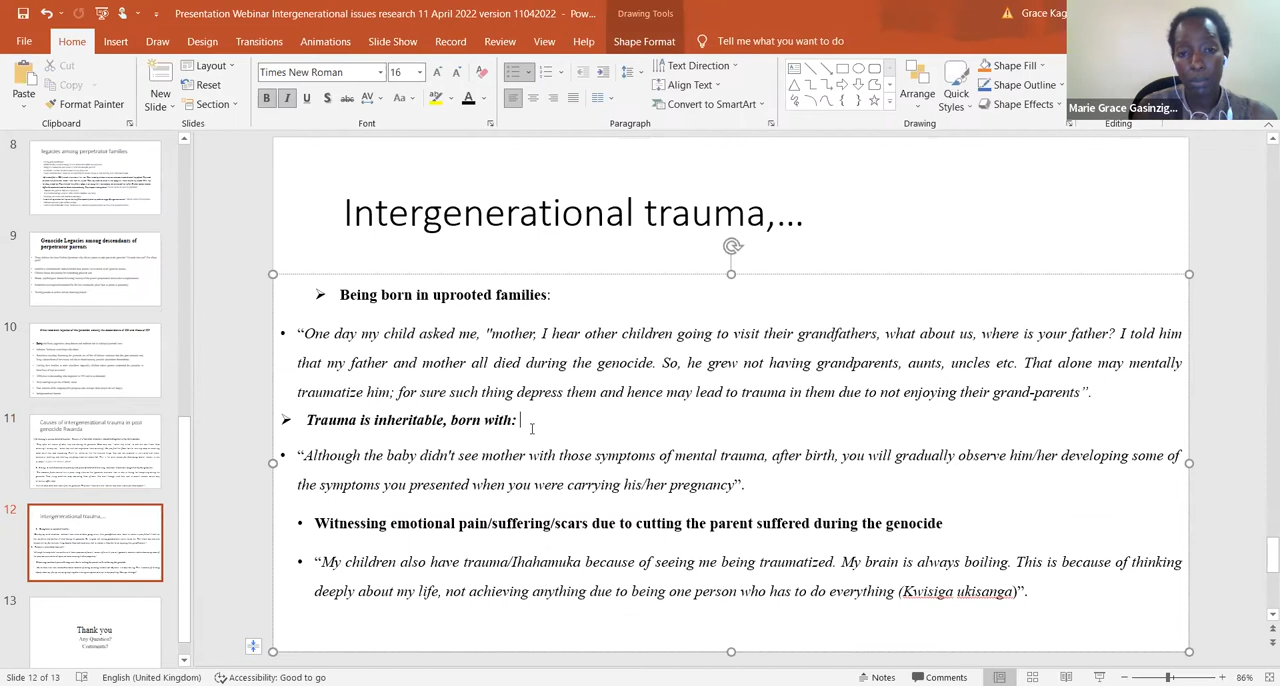 Presentation Webinar Intergenerational issues research 11 April 2022 version 11042022 - Pow...
Drawing Tools
Grace Kag
File Home Insert Draw Design Transitions Animations Slide Show Record Review View Help Shape Format Tell me what you want to do
Paste
Cut
Copy
Format Painter
Clipboard
New Slide
Layout
Reset
Section
Slides
Times New Roman 16
Font
Text Direction
Align Text
Convert to SmartArt
Paragraph
Arrange
Quick Styles
Shape Fill
Shape Outline
Shape Effects
Drawing
Editing
Marie Grace Gasinzig...
8
legacies among perpetrator families
9
Genocide Legacies among descendants of
perpetrator parents
10
11
Causes of intergenerational trauma in post
genocide Rwanda
12
Intergenerational trauma,...
13
Thank you
Any Question?
Comments?
Intergenerational trauma,...
Being born in uprooted families:
“One day my child asked me “Mum, I hear other children going to visit their grandfathers, what about us, where is your father? I told him
that my father and mother died during the genocide. So, he grew up lacking grandparents, aunts, uncles etc. That alone may mentally
traumatize him; for sure such thing depress them and hence may lead to trauma in them due to not enjoying their grand-parents”.
Trauma is inheritable, born with:
“Although the baby didn't see it, over with those symptoms of mental trauma after birth, you will gradually observe him/her developing some of
the symptoms you presented when you were carrying his/her pregnancy”.
Witnessing emotional pain/suffering/scars due to cutting the parent suffered during the genocide
“My children also have traumatic attacks because of seeing me being traumatized. My brain is always boiling. This is because of thinking
deeply about my life, not achieving anything due to being one person who has to do everything (Kwisiga ukisanga)”.
Slide 12 of 13 English (United Kingdom) Accessibility: Good to go Notes Comments 86%